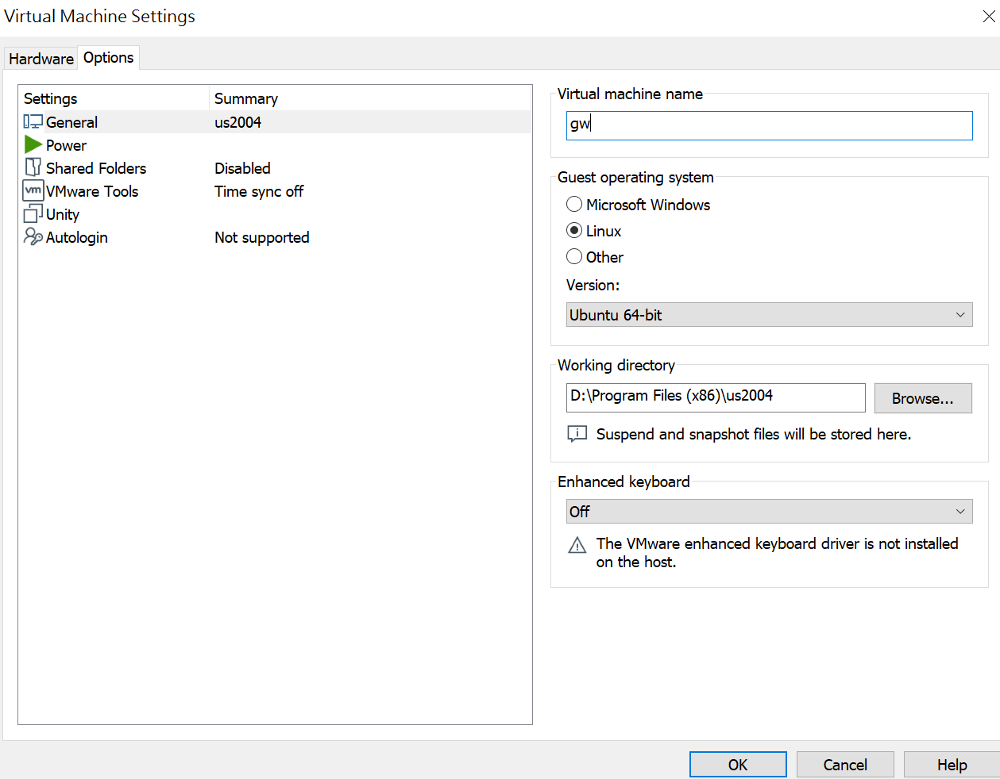 Virtual Machine Settings
Hardware Options
Settings Summary
General us2004
Power
Shared Folders Disabled
vm VMware Tools Time sync off
Unity
Autologin Not supported
Virtual machine name
gw
Guest operating system
Microsoft Windows
Linux
Other
Version:
Ubuntu 64-bit
Working directory
D:\Program Files (x86)\us2004
Browse...
Suspend and snapshot files will be stored here.
Enhanced keyboard
Off
The VMware enhanced keyboard driver is not installed
on the host.
OK Cancel Help